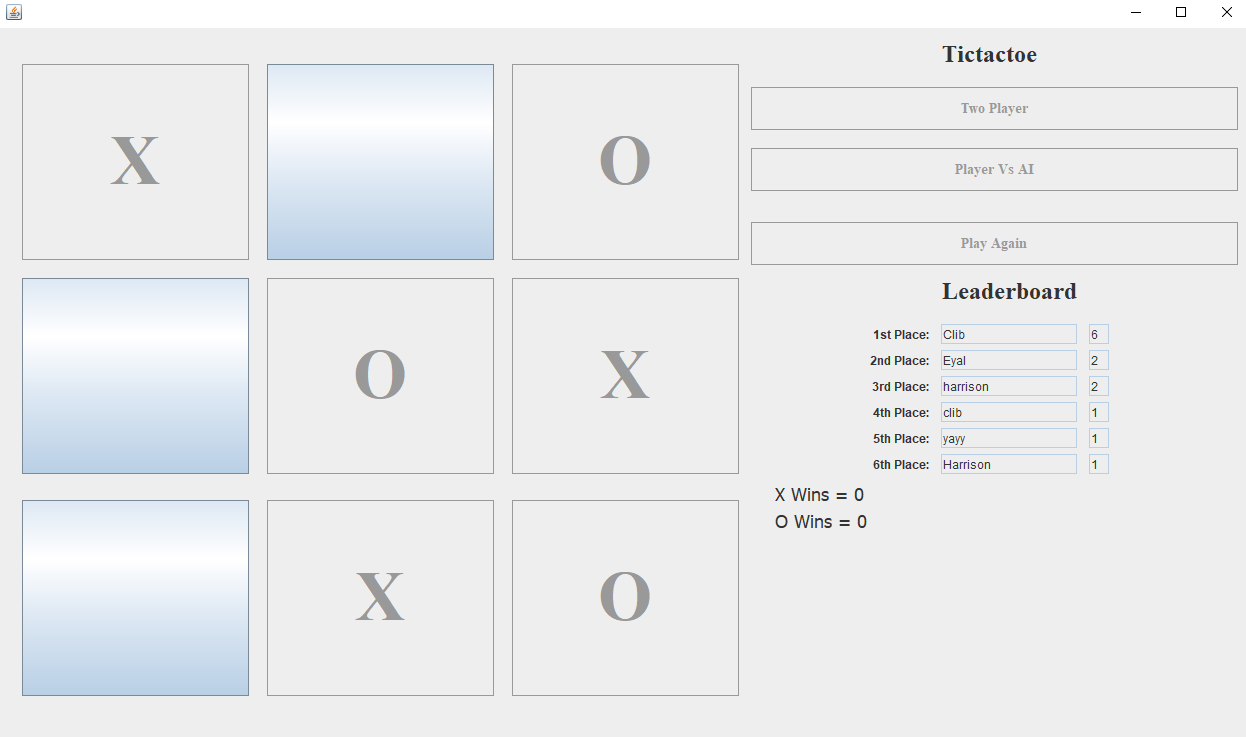 X O
O X
X O
Tictactoe
Two Player
Player Vs AI
Play Again
Leaderboard
1st Place: Clib 6
2nd Place: Eyal 2
3rd Place: harrison 2
4th Place: clib 1
5th Place: yayy 1
6th Place: Harrison 1
X Wins = 0
O Wins = 0